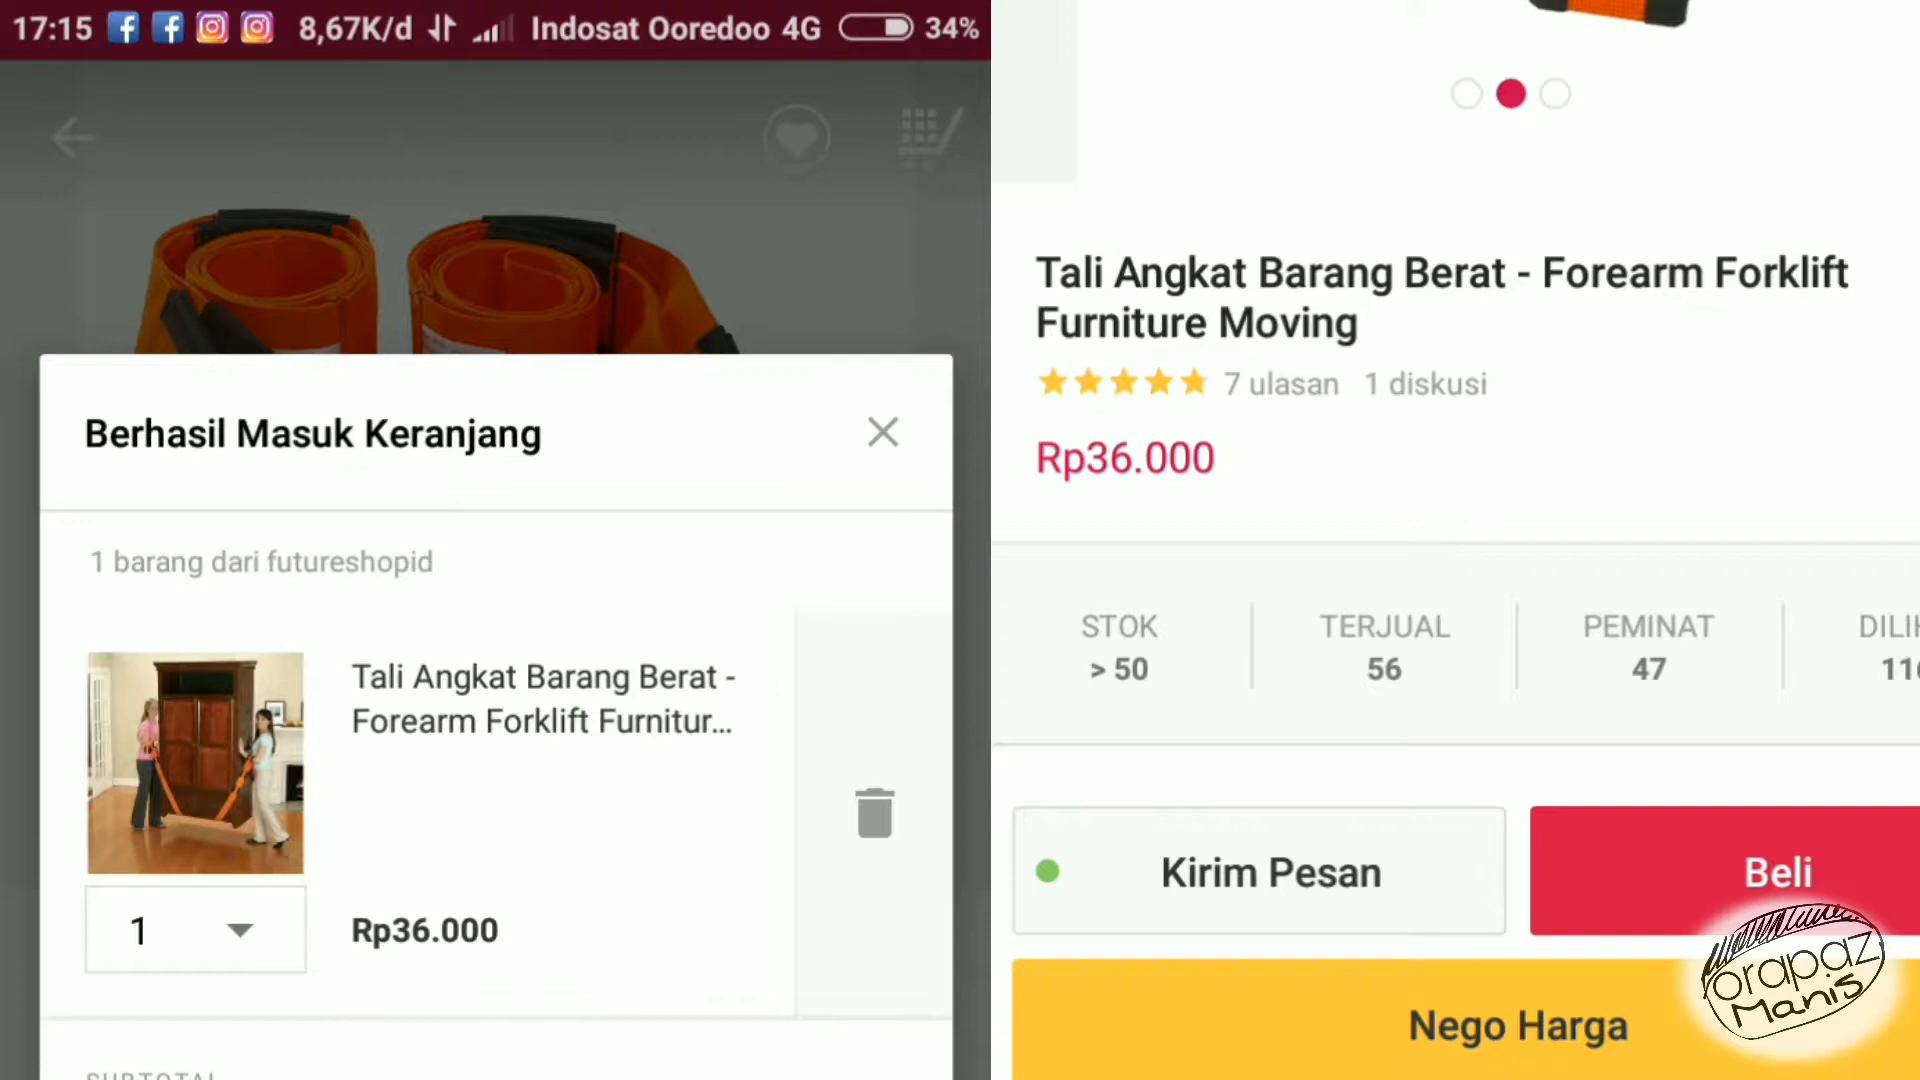 17:15 8,67K/d Indosat Ooredoo 4G 34%
Berhasil Masuk Keranjang
1 barang dari futureshopid
Tali Angkat Barang Berat -
Forearm Forklift Furnitur...
1
Rp36.000
SUBTOTAL
Tali Angkat Barang Berat - Forearm Forklift
Furniture Moving
7 ulasan 1 diskusi
Rp36.000
STOK
> 50
TERJUAL
56
PEMINAT
47
Kirim Pesan
Beli
Nego Harga
orapaz
Manis